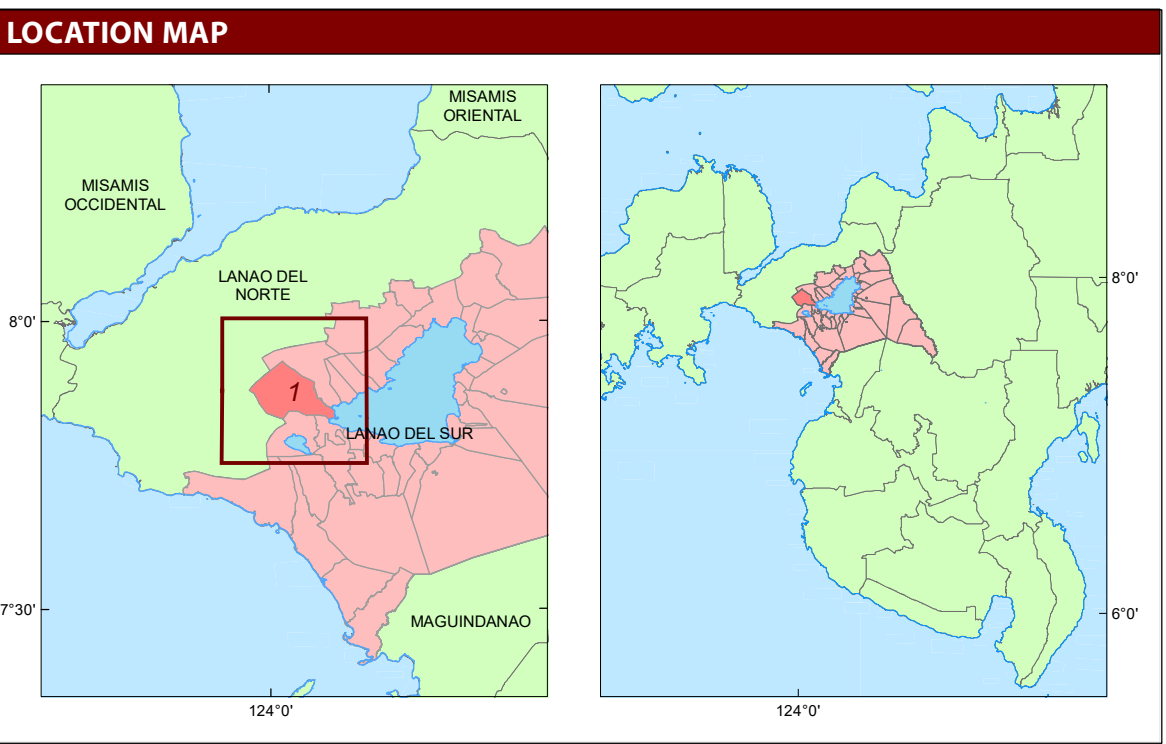 LOCATION MAP
MISAMIS
ORIENTAL
MISAMIS
OCCIDENTAL
LANAO DEL
NORTE
8°0'
1
LANAO DEL SUR
7°30'
MAGUINDANAO
124°0'
8°0'
6°0'
124°0'